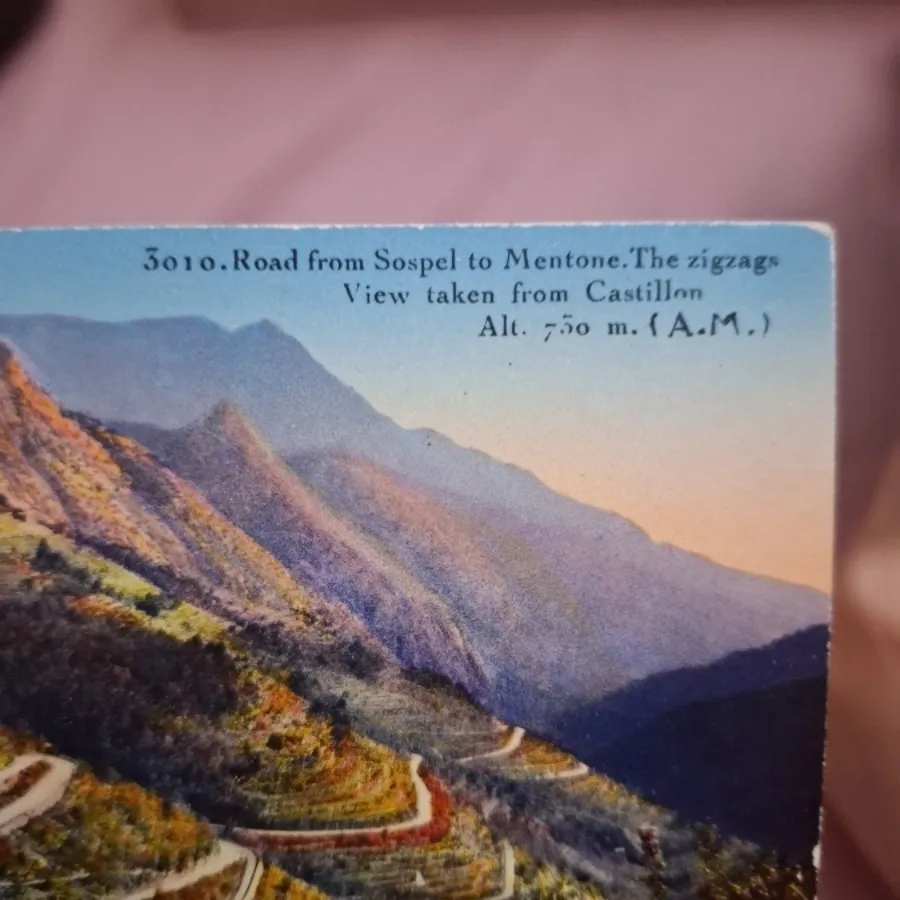 3010. Road from Sospel to Mentone. The zigzags
View taken from Castillon
Alt. 750 m. (A.M.)